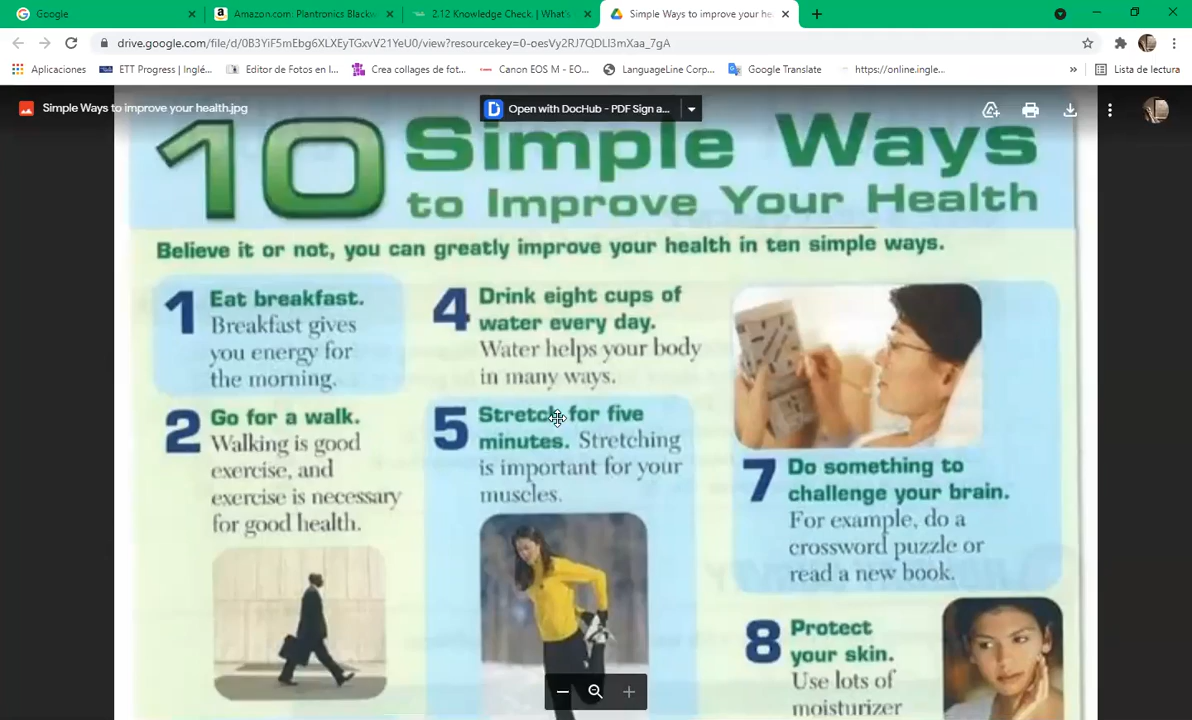 Google
Amazon.com: Plantronics Blackw
2.12 Knowledge Check. | What's
Simple Ways to improve your he
drive.google.com/file/d/0B3YiF5mEbg6XLXEyTGxvV21YeU0/view?resourcekey=0-oesVy2RJ7QDLI3mXaa_7gA
Aplicaciones
ETT Progress | Inglé...
Editor de Fotos en l...
Crea collages de fot...
Canon EOS M - EO...
LanguageLine Corp...
Google Translate
https://online.ingle...
Lista de lectura
Simple Ways to improve your health.jpg
Open with DocHub - PDF Sign a...
10 Simple Ways
to Improve Your Health
Believe it or not, you can greatly improve your health in ten simple ways.
1 Eat breakfast.
Breakfast gives
you energy for
the morning.
2 Go for a walk.
Walking is good
exercise, and
exercise is necessary
for good health.
4 Drink eight cups of
water every day.
Water helps your body
in many ways.
5 Stretch for five
minutes. Stretching
is important for your
muscles.
7 Do something to
challenge your brain.
For example, do a
crossword puzzle or
read a new book.
8 Protect
your skin.
Use lots of
moisturizer